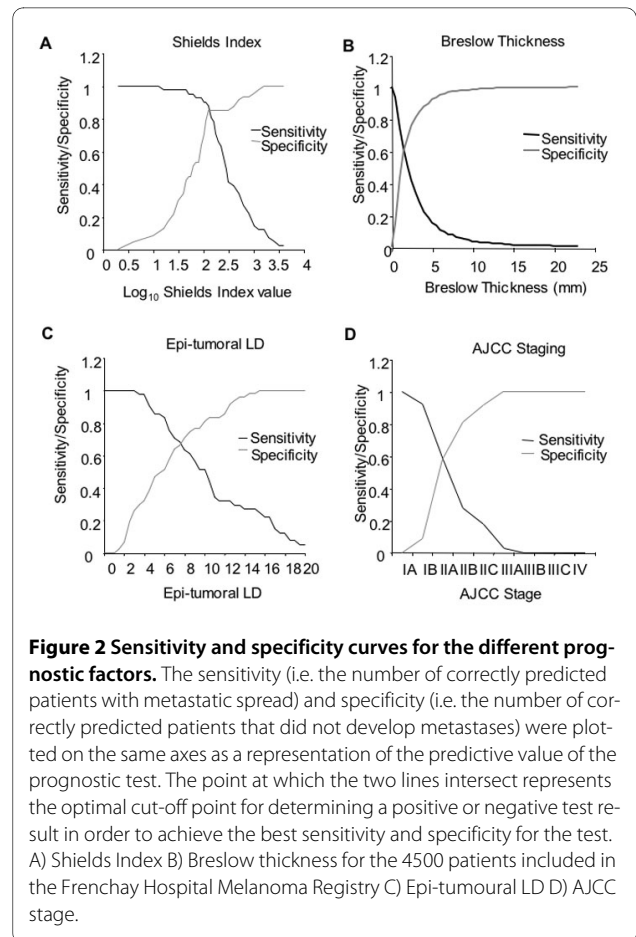 A
Shields Index
1.2
1
0.8
0.6
0.4
0.2
0
Sensitivity/Specificity
Sensitivity
Specificity
0 0.5 1 1.5 2 2.5 3 3.5 4
Log10 Shields Index value
B
Breslow Thickness
1.2
1
0.8
0.6
0.4
0.2
0
Sensitivity/Specificity
Sensitivity
Specificity
0 5 10 15 20 25
Breslow Thickness (mm)
C
Epi-tumoral LD
1.2
1
0.8
0.6
0.4
0.2
0
Sensitivity/Specificity
Sensitivity
Specificity
0 2 4 6 8 10 12 14 16 18 20
Epi-tumoral LD
D
AJCC Staging
1.2
1
0.8
0.6
0.4
0.2
0
Sensitivity/Specificity
Sensitivity
Specificity
IA IB IIA IIB IIC IIIA IIIB IIIC IV
AJCC Stage
Figure 2 Sensitivity and specificity curves for the different prog-
nostic factors. The sensitivity (i.e. the number of correctly predicted
patients with metastatic spread) and specificity (i.e. the number of cor-
rectly predicted patients that did not develop metastases) were plot-
ted on the same axes as a representation of the predictive value of the
prognostic test. The point at which the two lines intersect represents
the optimal cut-off point for determining a positive or negative test re-
sult in order to achieve the best sensitivity and specificity for the test.
A) Shields Index B) Breslow thickness for the 4500 patients included in
the Frenchay Hospital Melanoma Registry C) Epi-tumoural LD D) AJCC
stage.